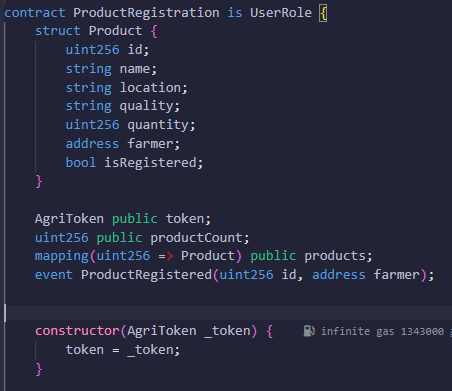 contract ProductRegistration is UserRole {
    struct Product {
        uint256 id;
        string name;
        string location;
        string quality;
        uint256 quantity;
        address farmer;
        bool isRegistered;
    }
    AgriToken public token;
    uint256 public productCount;
    mapping(uint256 => Product) public products;
    event ProductRegistered(uint256 id, address farmer);
    constructor(AgriToken _token) { infinite gas 1343000 g
        token = _token;
    }